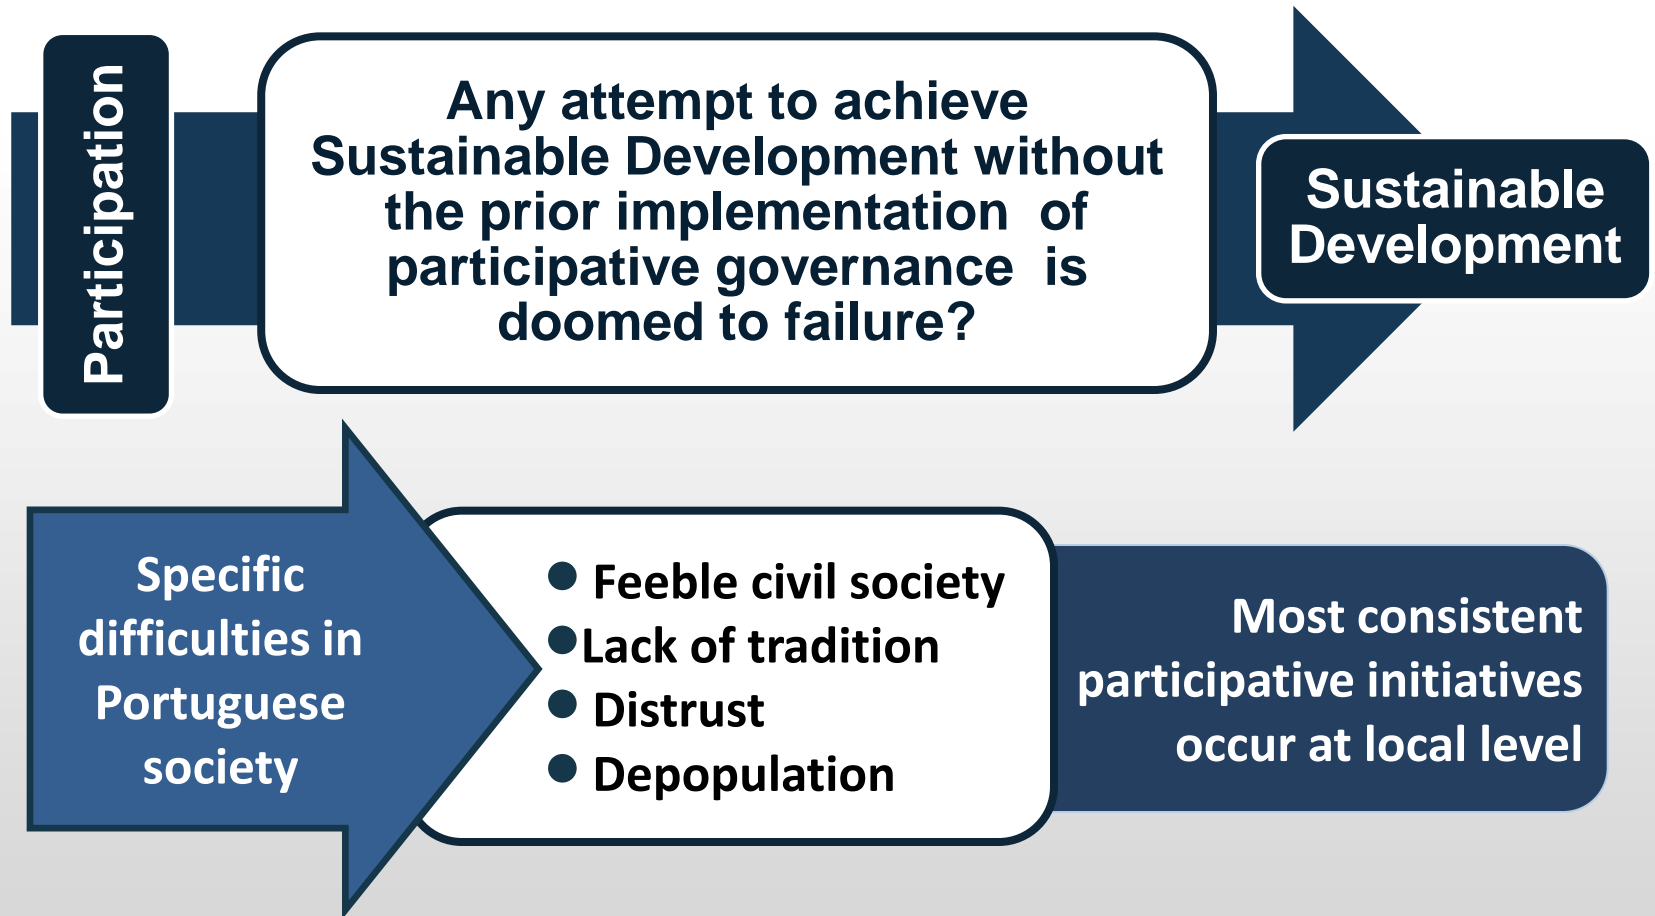 Participation
Any attempt to achieve
Sustainable Development without
the prior implementation of
participative governance is
doomed to failure?
Sustainable
Development
Specific
difficulties in
Portuguese
society
● Feeble civil society
●Lack of tradition
● Distrust
● Depopulation
Most consistent
participative initiatives
occur at local level